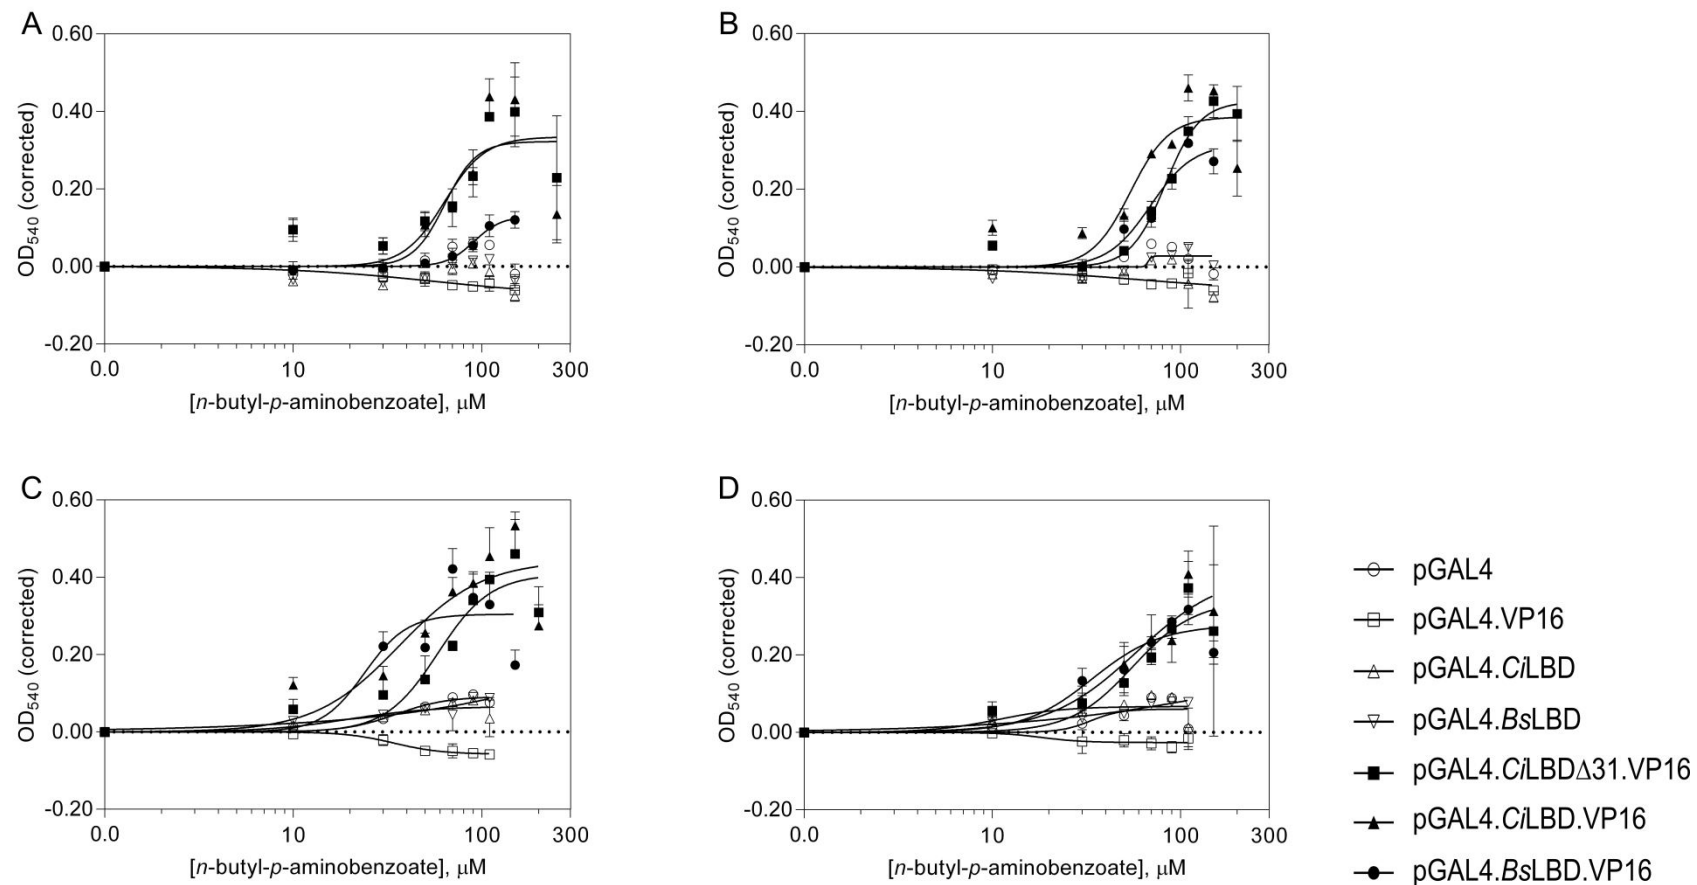 A
0.60
0.40
0.20
0.00
-0.20
OD540 (corrected)
0.0 10 100 300
[n-butyl-p-aminobenzoate], μM
B
0.60
0.40
0.20
0.00
-0.20
OD540 (corrected)
0.0 10 100 300
[n-butyl-p-aminobenzoate], μM
C
0.60
0.40
0.20
0.00
-0.20
OD540 (corrected)
0.0 10 100 300
[n-butyl-p-aminobenzoate], μM
D
0.60
0.40
0.20
0.00
-0.20
OD540 (corrected)
0.0 10 100 300
[n-butyl-p-aminobenzoate], μM
pGAL4
pGAL4.VP16
pGAL4.CiLBD
pGAL4.BsLBD
pGAL4.CiLBDΔ31.VP16
pGAL4.CiLBD.VP16
pGAL4.BsLBD.VP16